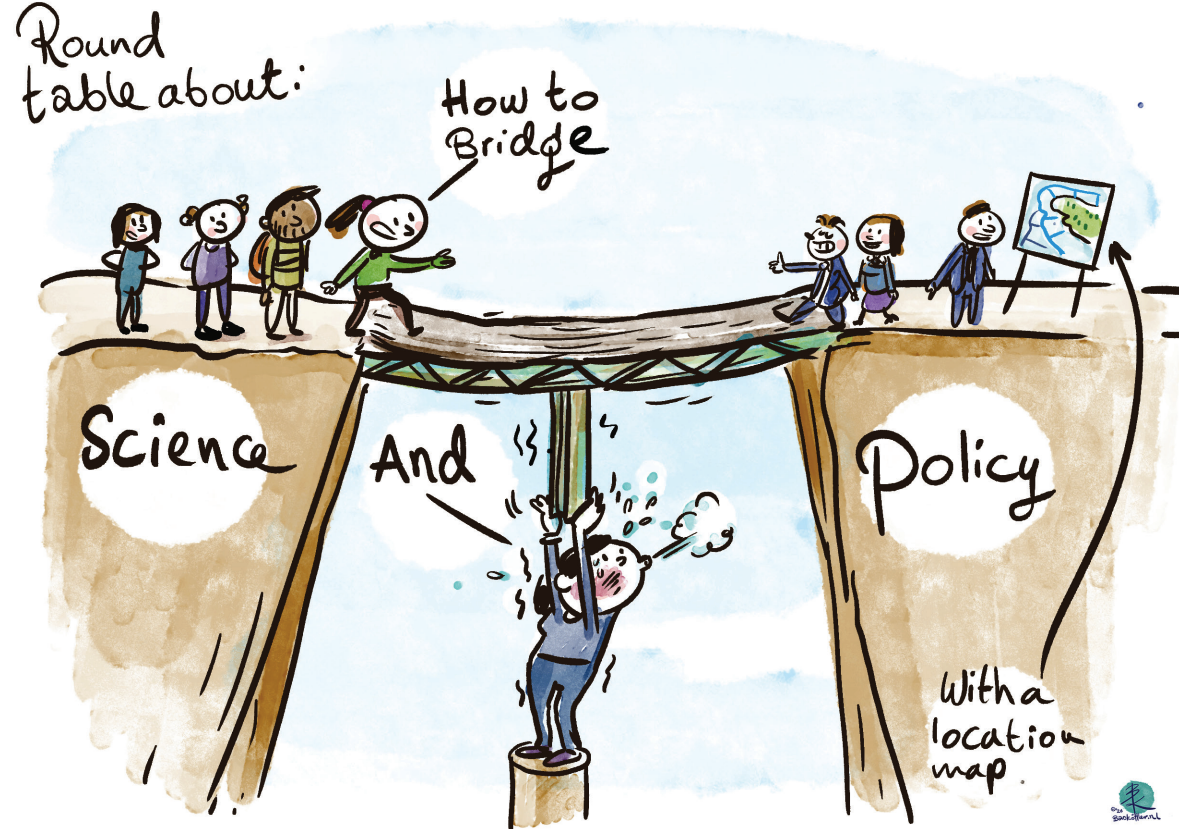 Round
table about:
How to
Bridge
Science
And
Policy
With a
location
map.